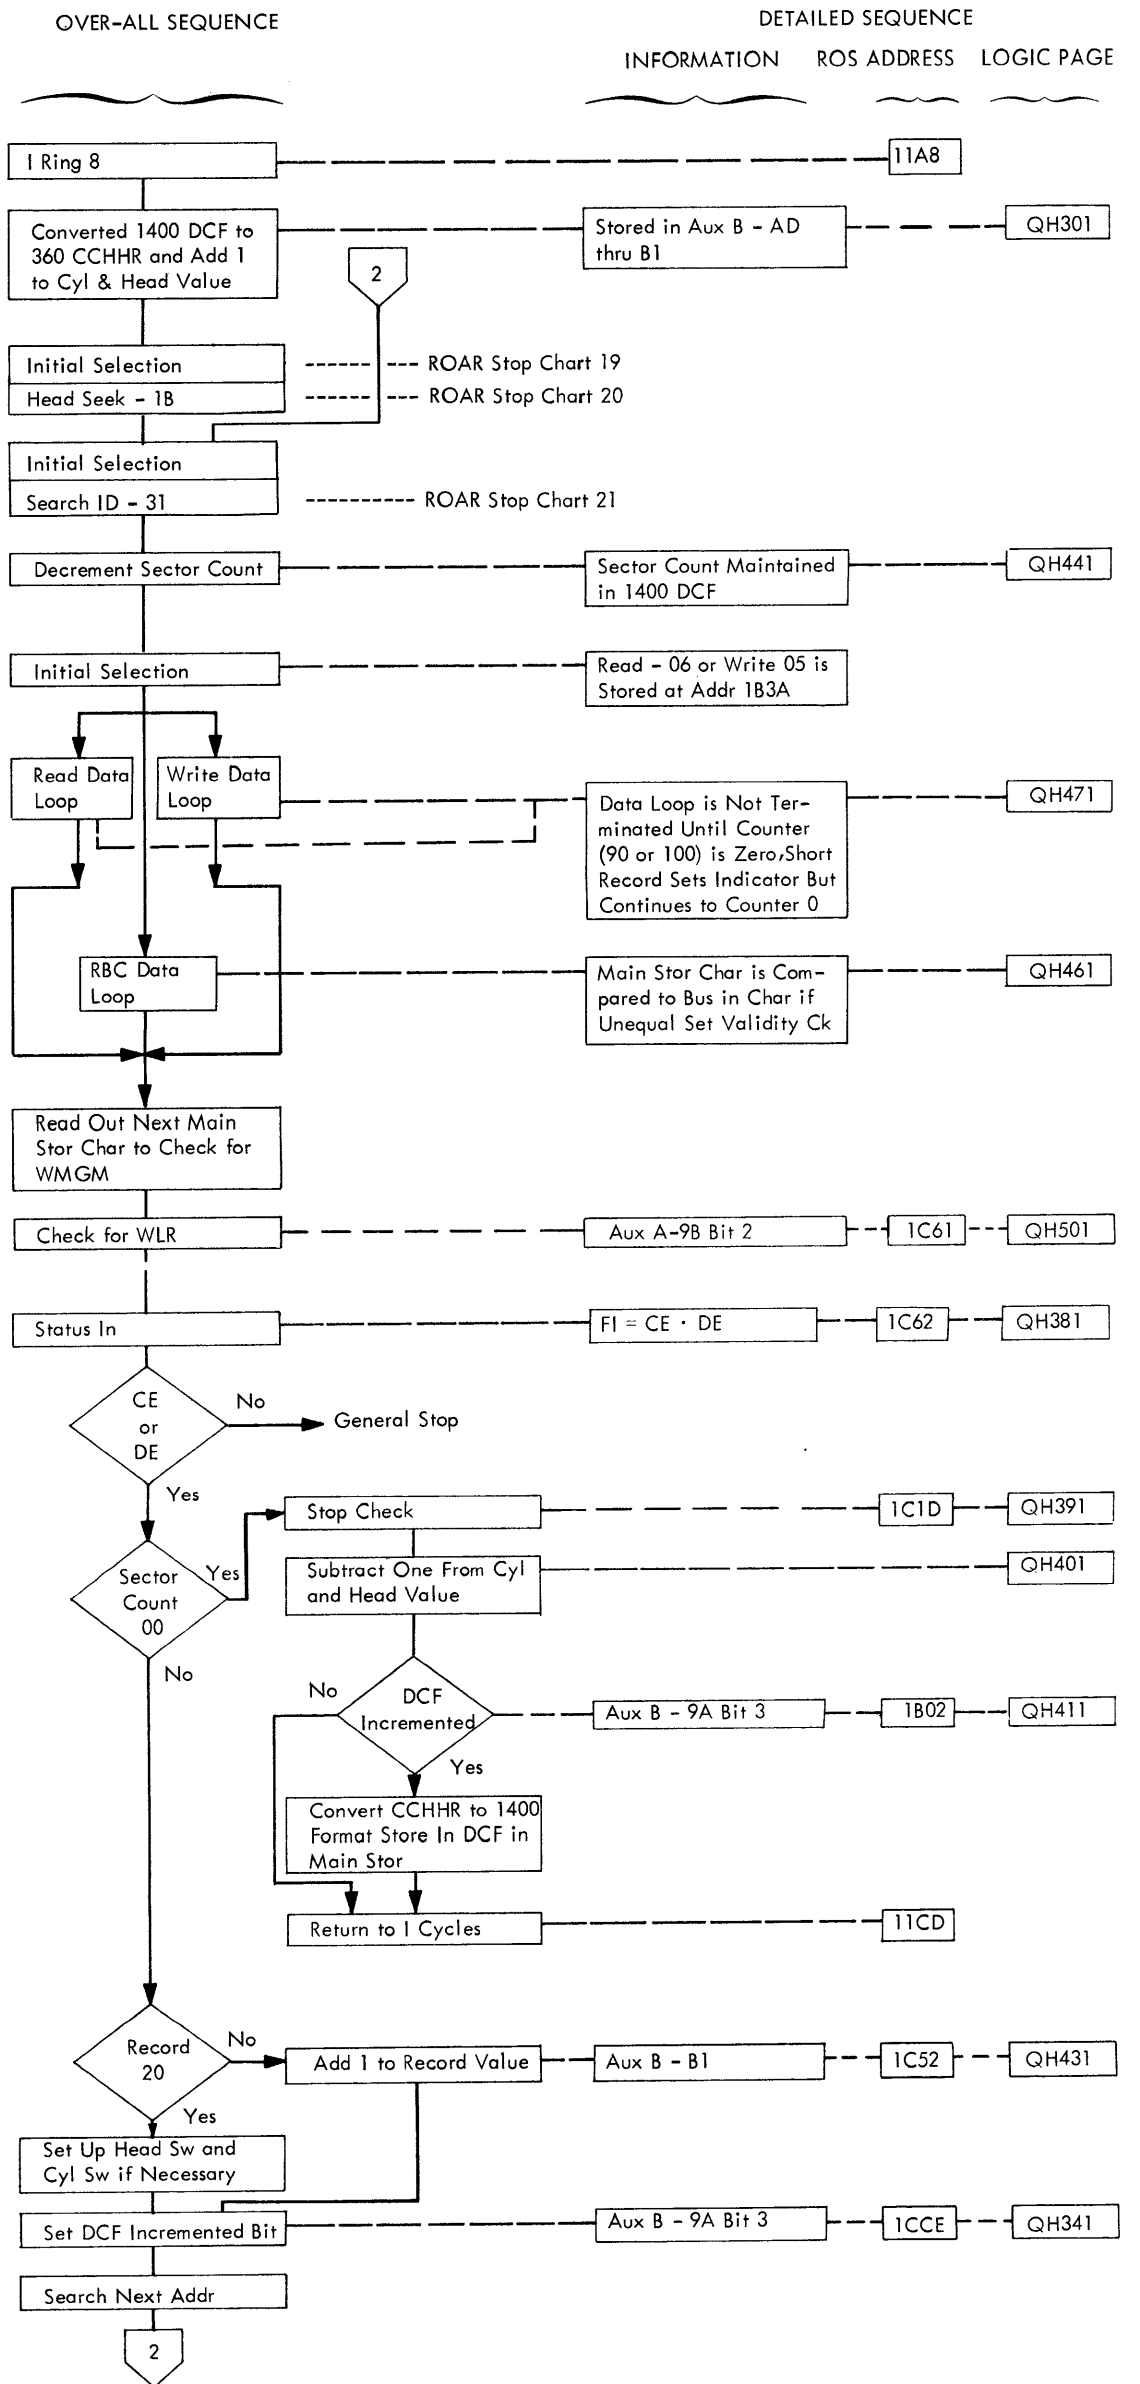 OVER-ALL SEQUENCE
DETAILED SEQUENCE
INFORMATION
ROS ADDRESS
LOGIC PAGE
I Ring 8
11A8
Converted 1400 DCF to
360 CCHHR and Add 1
to Cyl & Head Value
Stored in Aux B - AD
thru B1
QH301
2
Initial Selection
ROAR Stop Chart 19
Head Seek - 1B
ROAR Stop Chart 20
Initial Selection
Search ID - 31
ROAR Stop Chart 21
Decrement Sector Count
Sector Count Maintained
in 1400 DCF
QH441
Initial Selection
Read - 06 or Write 05 is
Stored at Addr 1B3A
Read Data
Loop
Write Data
Loop
Data Loop is Not Ter-
minated Until Counter
(90 or 100) is Zero,Short
Record Sets Indicator But
Continues to Counter 0
QH471
RBC Data
Loop
Main Stor Char is Com-
pared to Bus in Char if
Unequal Set Validity Ck
QH461
Read Out Next Main
Stor Char to Check for
WMGM
Check for WLR
Aux A-9B Bit 2
1C61
QH501
Status In
FI = CE · DE
1C62
QH381
CE
or
DE
No
General Stop
Yes
Stop Check
1C1D
QH391
Sector
Count
00
Yes
Subtract One From Cyl
and Head Value
QH401
No
DCF
Incremented
No
Aux B - 9A Bit 3
1B02
QH411
Yes
Convert CCHHR to 1400
Format Store In DCF in
Main Stor
Return to I Cycles
11CD
Record
20
No
Add 1 to Record Value
Aux B - B1
1C52
QH431
Yes
Set Up Head Sw and
Cyl Sw if Necessary
Set DCF Incremented Bit
Aux B - 9A Bit 3
1CCE
QH341
Search Next Addr
2